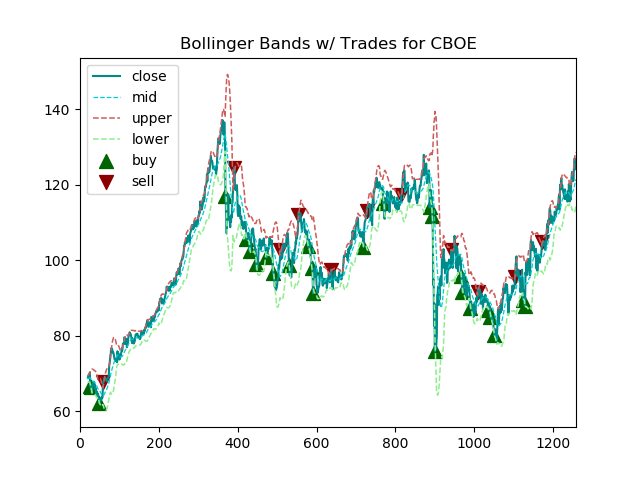 Bollinger Bands w/ Trades for CBOE
close
mid
upper
lower
buy
sell
140
120
100
80
60
0 200 400 600 800 1000 1200